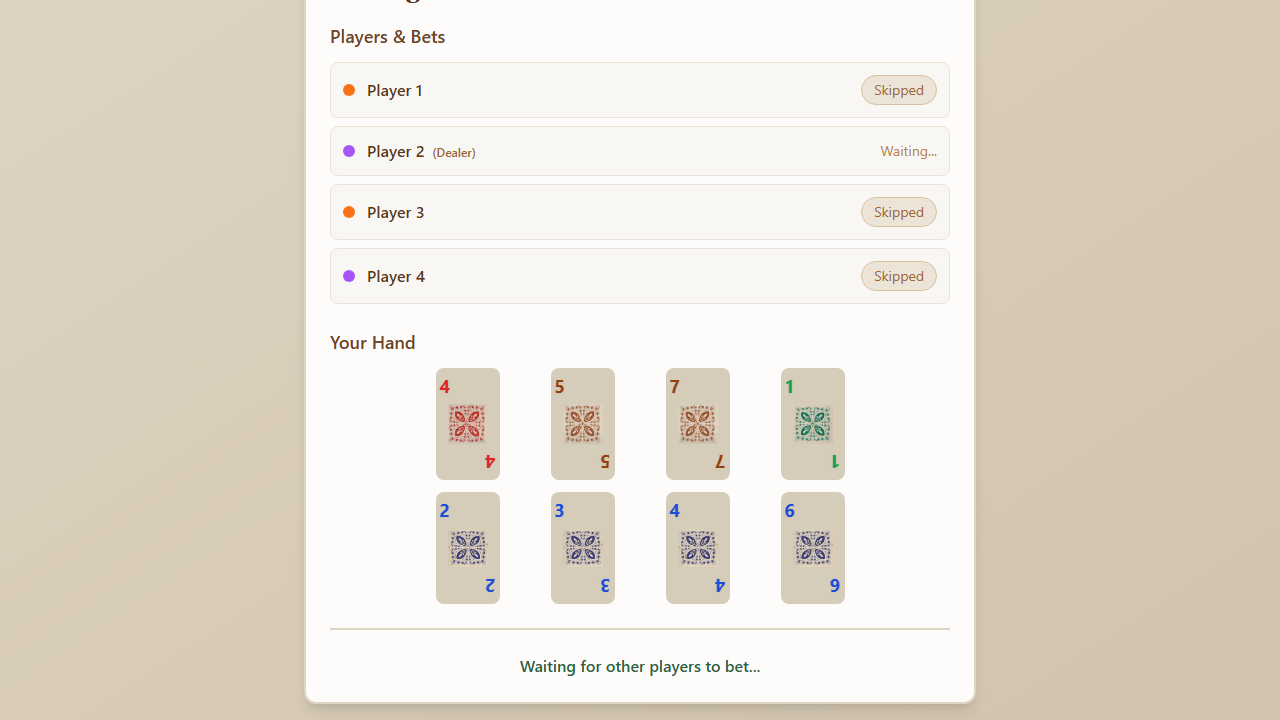 Players & Bets
Player 1 Skipped
Player 2 (Dealer) Waiting...
Player 3 Skipped
Player 4 Skipped
Your Hand
4 5 7 1
4 5 7 1
2 3 4 6
2 3 4 6
Waiting for other players to bet...